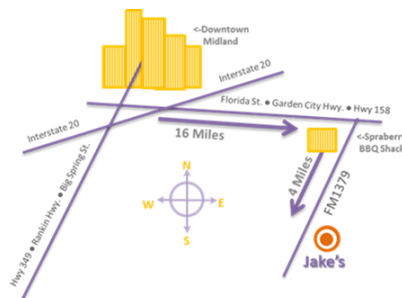 <-Downtown
Midland
Interstate 20
Florida St. • Garden City Hwy. • Hwy 158
Interstate 20
16 Miles
<-Spraberr
BBQ Shack
4 Miles
FM1379
Hwy 349 • Rankin Hwy. • Big Spring St.
N
W
E
S
Jake's